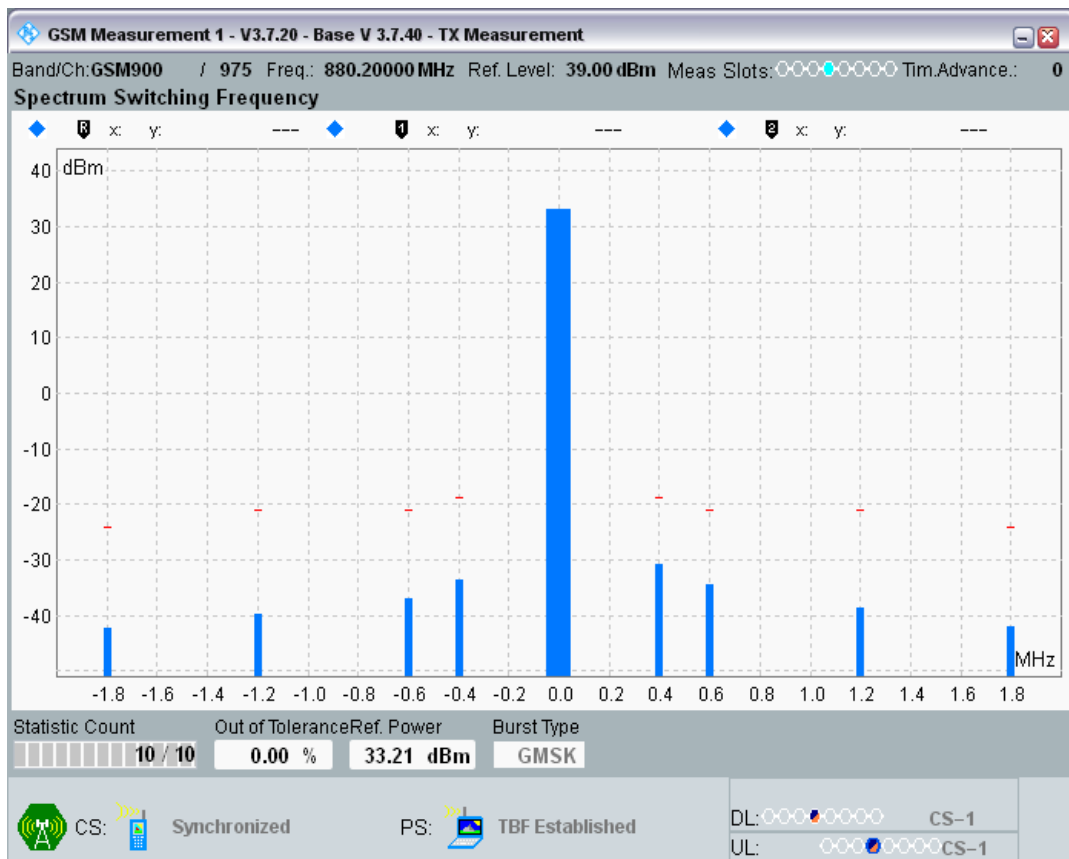 GSM Measurement 1 - V3.7.20 - Base V 3.7.40 - TX Measurement
Band/Ch:GSM900 / 975 Freq.: 880.20000 MHz Ref. Level: 39.00 dBm Meas Slots: Tim.Advance.: 0
Spectrum Switching Frequency
R x: y: --- 1 x: y: --- 2 x: y: ---
dBm
40
30
20
10
0
-10
-20
-30
-40
MHz
-1.8 -1.6 -1.4 -1.2 -1.0 -0.8 -0.6 -0.4 -0.2 0.0 0.2 0.4 0.6 0.8 1.0 1.2 1.4 1.6 1.8
Statistic Count Out of Tolerance Ref. Power Burst Type
10 / 10 0.00 % 33.21 dBm GMSK
CS: Synchronized PS: TBF Established
DL: CS-1
UL: CS-1